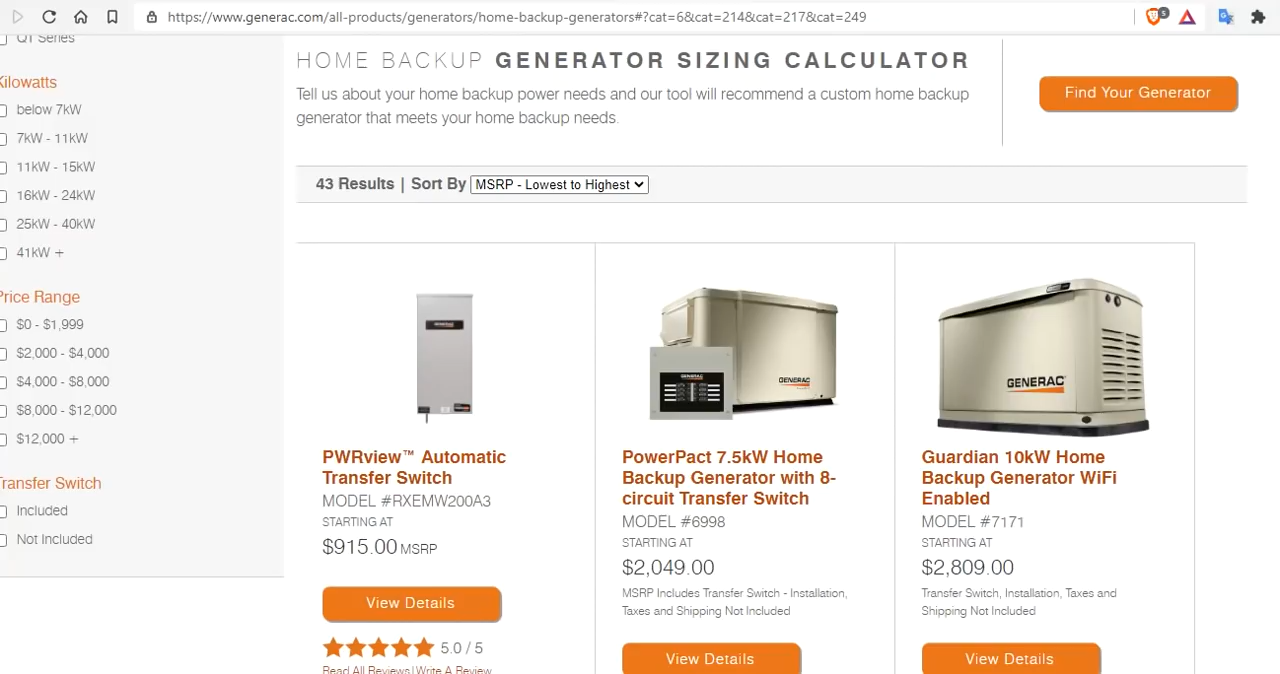 https://www.generac.com/all-products/generators/home-backup-generators#?cat=6&cat=214&cat=217&cat=249
5
QT Series
Kilowatts
below 7kW
7kW - 11kW
11kW - 15kW
16kW - 24kW
25kW - 40kW
41kW +
Price Range
$0 - $1,999
$2,000 - $4,000
$4,000 - $8,000
$8,000 - $12,000
$12,000 +
Transfer Switch
Included
Not Included
HOME BACKUP GENERATOR SIZING CALCULATOR
Tell us about your home backup power needs and our tool will recommend a custom home backup
generator that meets your home backup needs.
Find Your Generator
43 Results | Sort By MSRP - Lowest to Highest
GENERAC
PWRview™ Automatic
Transfer Switch
MODEL #RXEMW200A3
STARTING AT
$915.00 MSRP
View Details
5.0 / 5
Read All Reviews | Write A Review
GENERAC
GENERAC
PowerPact 7.5kW Home
Backup Generator with 8-
circuit Transfer Switch
MODEL #6998
STARTING AT
$2,049.00
MSRP Includes Transfer Switch - Installation,
Taxes and Shipping Not Included
View Details
GENERAC
Guardian 10kW Home
Backup Generator WiFi
Enabled
MODEL #7171
STARTING AT
$2,809.00
Transfer Switch, Installation, Taxes and
Shipping Not Included
View Details